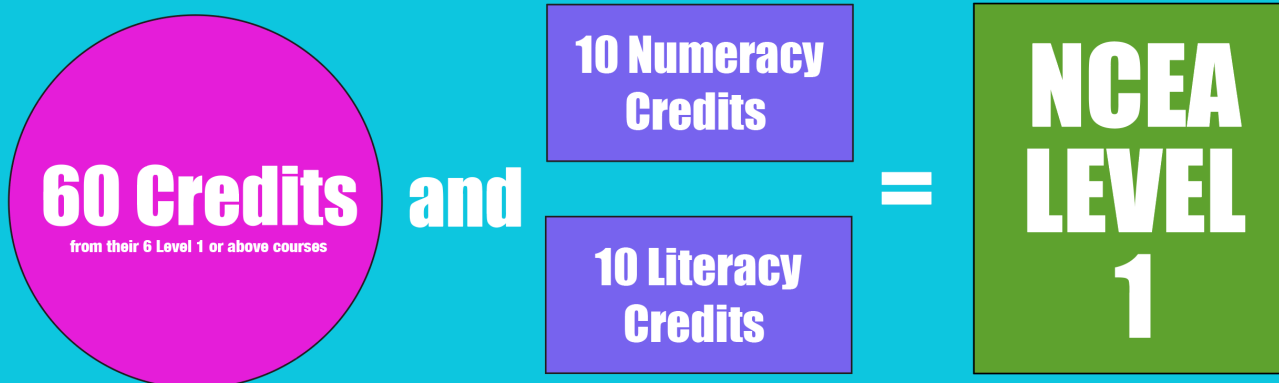 60 Credits
from their 6 Level 1 or above courses
and
10 Numeracy
Credits
10 Literacy
Credits
=
NCEA
LEVEL
1